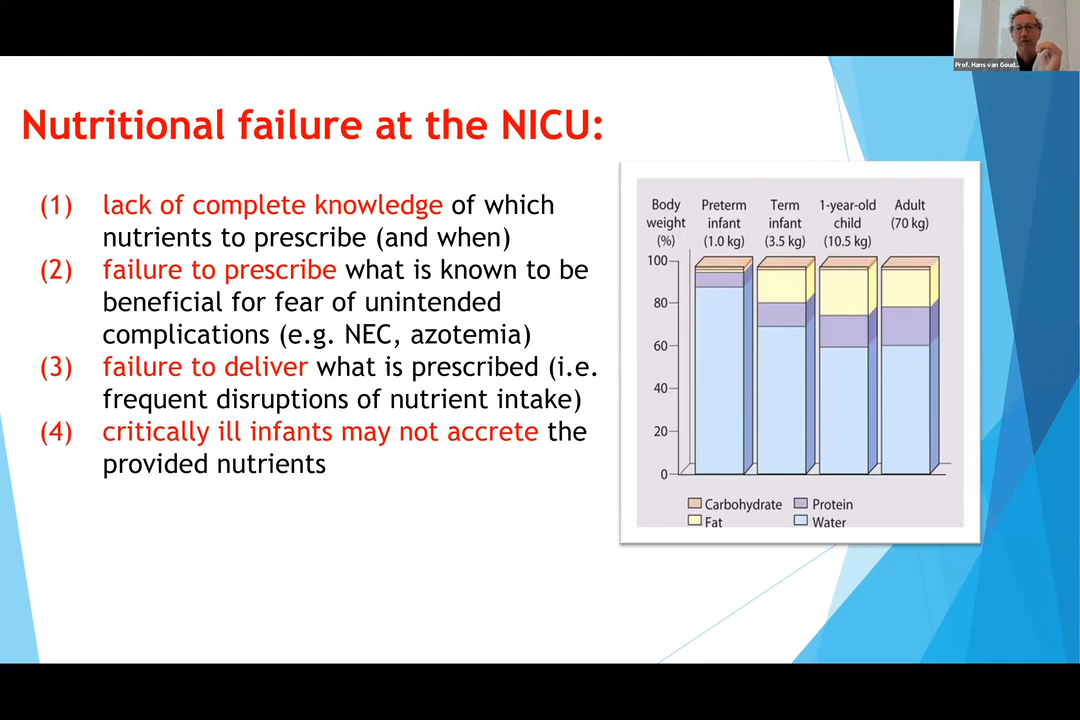 Prof. Hans van Goud...
Nutritional failure at the NICU:
(1) lack of complete knowledge of which
nutrients to prescribe (and when)
(2) failure to prescribe what is known to be
beneficial for fear of unintended
complications (e.g. NEC, azotemia)
(3) failure to deliver what is prescribed (i.e.
frequent disruptions of nutrient intake)
(4) critically ill infants may not accrete the
provided nutrients
Body Preterm Term 1-year-old Adult
weight infant infant child (70 kg)
(%) (1.0 kg) (3.5 kg) (10.5 kg)
100
80
60
40
20
0
Carbohydrate Protein
Fat Water